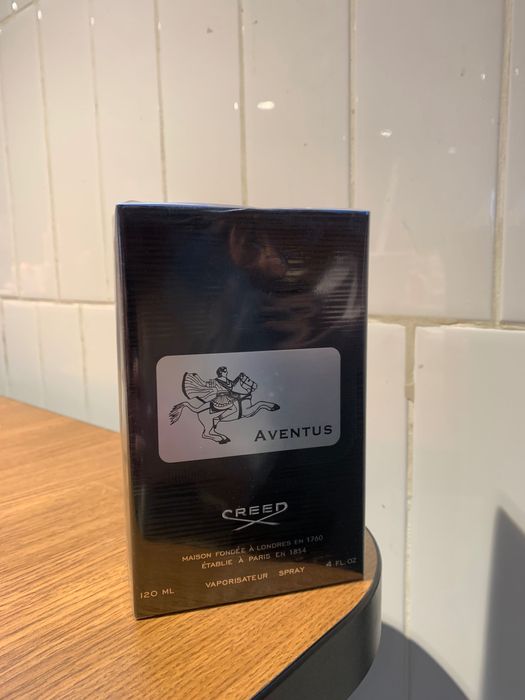 AVENTUS
CREED
MAISON FONDÉE À LONDRES EN 1760
ÉTABLIE À PARIS EN 1854
120 ML
VAPORISATEUR SPRAY
4 FL.OZ